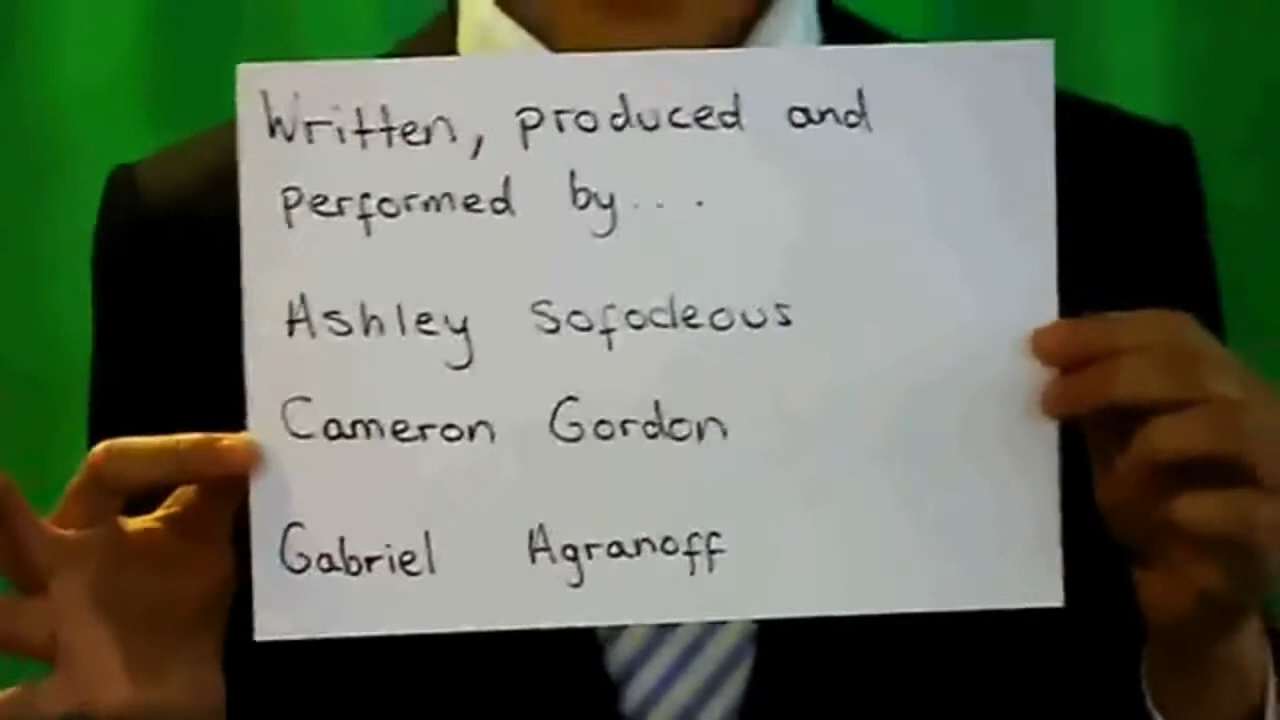 Written, produced and
performed by...
Ashley Sofocleous
Cameron Gordon
Gabriel Agranoff